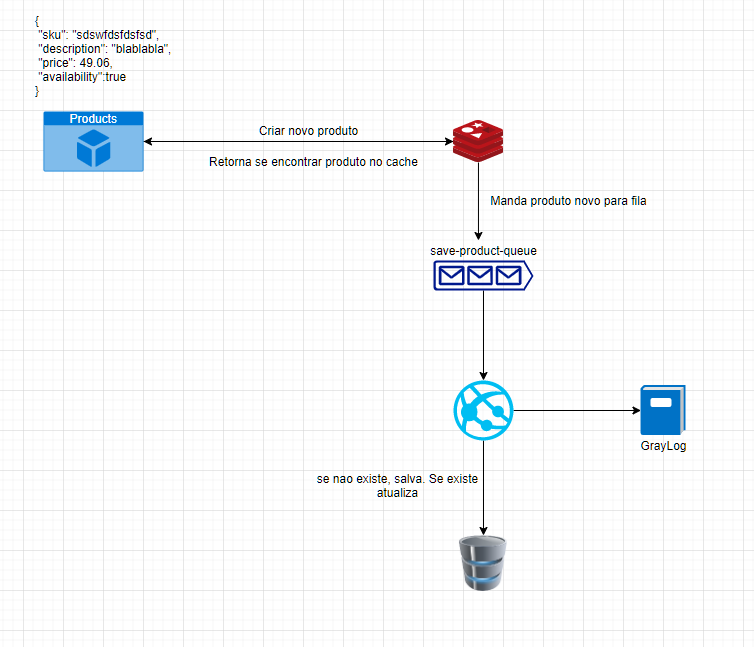 {
"sku": "sdswfdsfdsfsd",
"description": "blablabla",
"price": 49.06,
"availability":true
}
Products
Criar novo produto
Retorna se encontrar produto no cache
Manda produto novo para fila
save-product-queue
GrayLog
se nao existe, salva. Se existe
atualiza